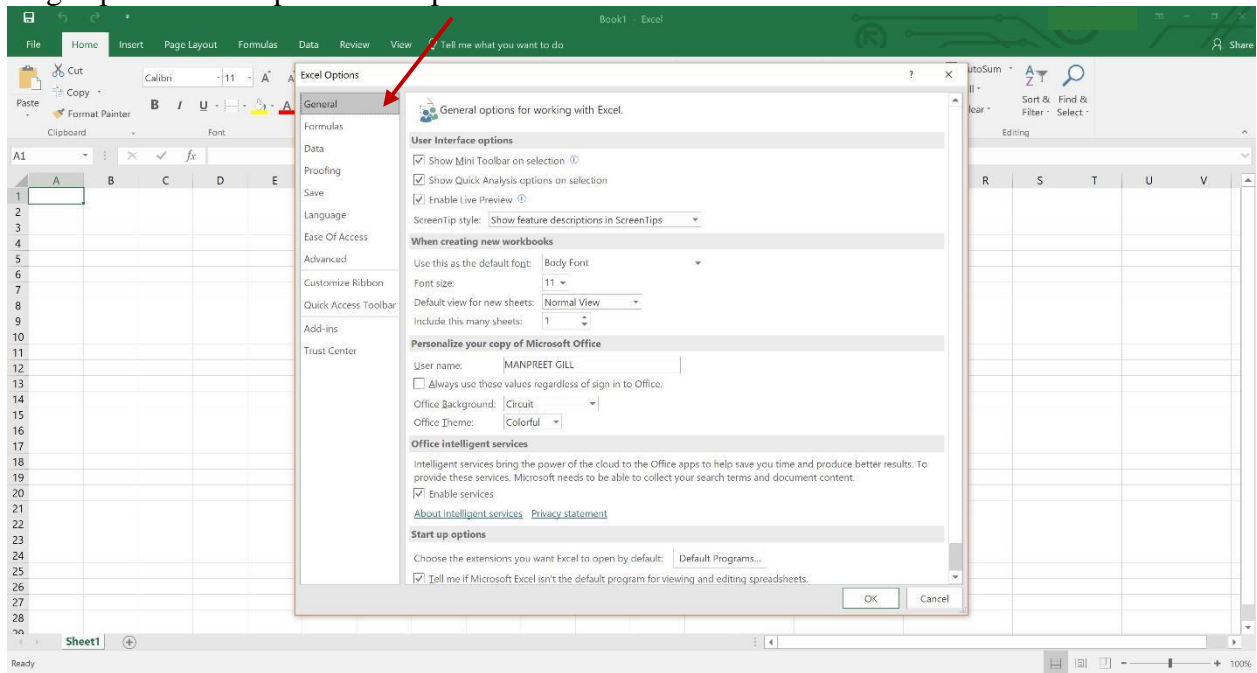 Book1 - Excel
File Home Insert Page Layout Formulas Data Review View Tell me what you want to do Share
Cut
Copy
Format Painter
Paste
Clipboard
Calibri 11 A A
B I U A
Font
AutoSum
Sort & Filter
Find & Select
Editing
A1 fx
A B C D E R S T U V
1
2
3
4
5
6
7
8
9
10
11
12
13
14
15
16
17
18
19
20
21
22
23
24
25
26
27
28
29
Excel Options ? ×
General
Formulas
Data
Proofing
Save
Language
Ease Of Access
Advanced
Customize Ribbon
Quick Access Toolbar
Add-ins
Trust Center
General options for working with Excel.
User Interface options
Show Mini Toolbar on selection
Show Quick Analysis options on selection
Enable Live Preview
ScreenTip style: Show feature descriptions in ScreenTips
When creating new workbooks
Use this as the default font: Body Font
Font size: 11
Default view for new sheets: Normal View
Include this many sheets: 1
Personalize your copy of Microsoft Office
User name: MANPREET GILL
Always use these values regardless of sign in to Office.
Office Background: Circuit
Office Theme: Colorful
Office intelligent services
Intelligent services bring the power of the cloud to the Office apps to help save you time and produce better results. To
provide these services, Microsoft needs to be able to collect your search terms and document content.
Enable services
About intelligent services Privacy statement
Start up options
Choose the extensions you want Excel to open by default: Default Programs...
Tell me if Microsoft Excel isn't the default program for viewing and editing spreadsheets.
OK Cancel
Sheet1
Ready 100%